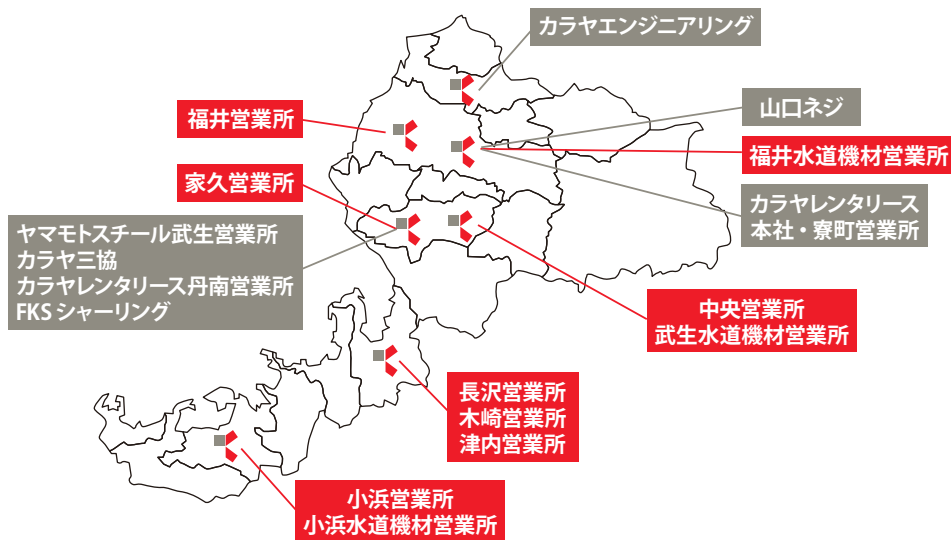 カラヤエンジニアリング
山口ネジ
福井営業所
福井水道機材営業所
家久営業所
カラヤレンタリース
本社・寮町営業所
ヤマモトスチール武生営業所
カラヤ三協
カラヤレンタリース丹南営業所
FKSシャーリング
中央営業所
武生水道機材営業所
長沢営業所
木崎営業所
津内営業所
小浜営業所
小浜水道機材営業所